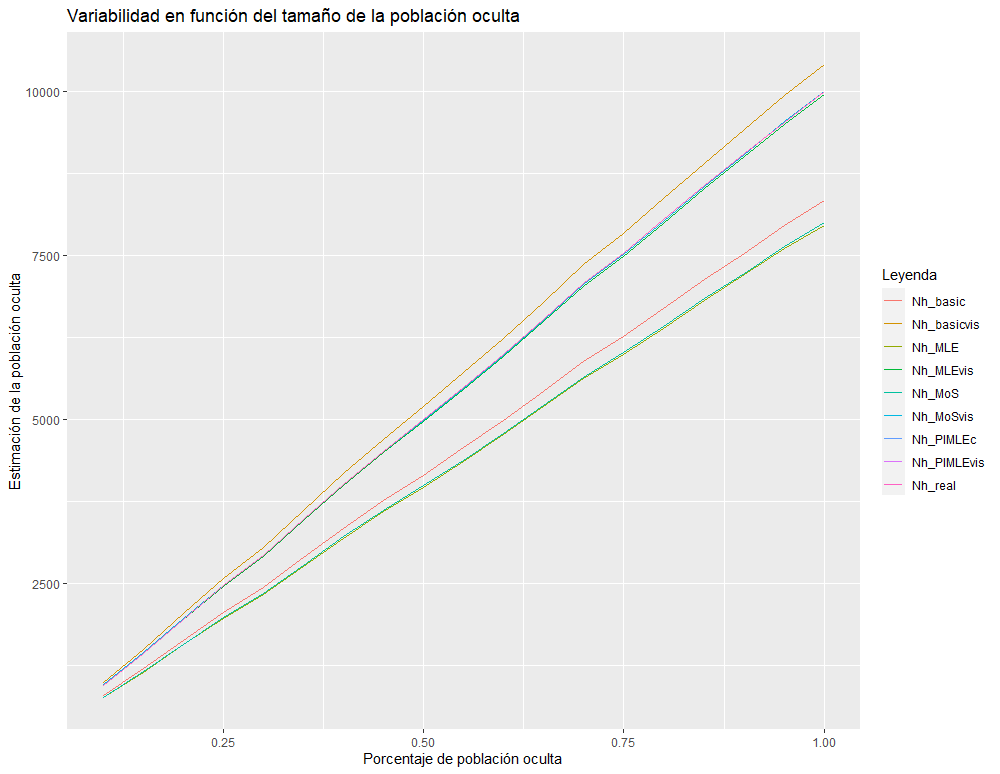 Variabilidad en función del tamaño de la población oculta
Estimación de la población oculta
10000
7500
5000
2500
0.25
0.50
0.75
1.00
Porcentaje de población oculta
Leyenda
Nh_basic
Nh_basicvis
Nh_MLE
Nh_MLEvis
Nh_MoS
Nh_MoSvis
Nh_PIMLEc
Nh_PIMLEvis
Nh_real